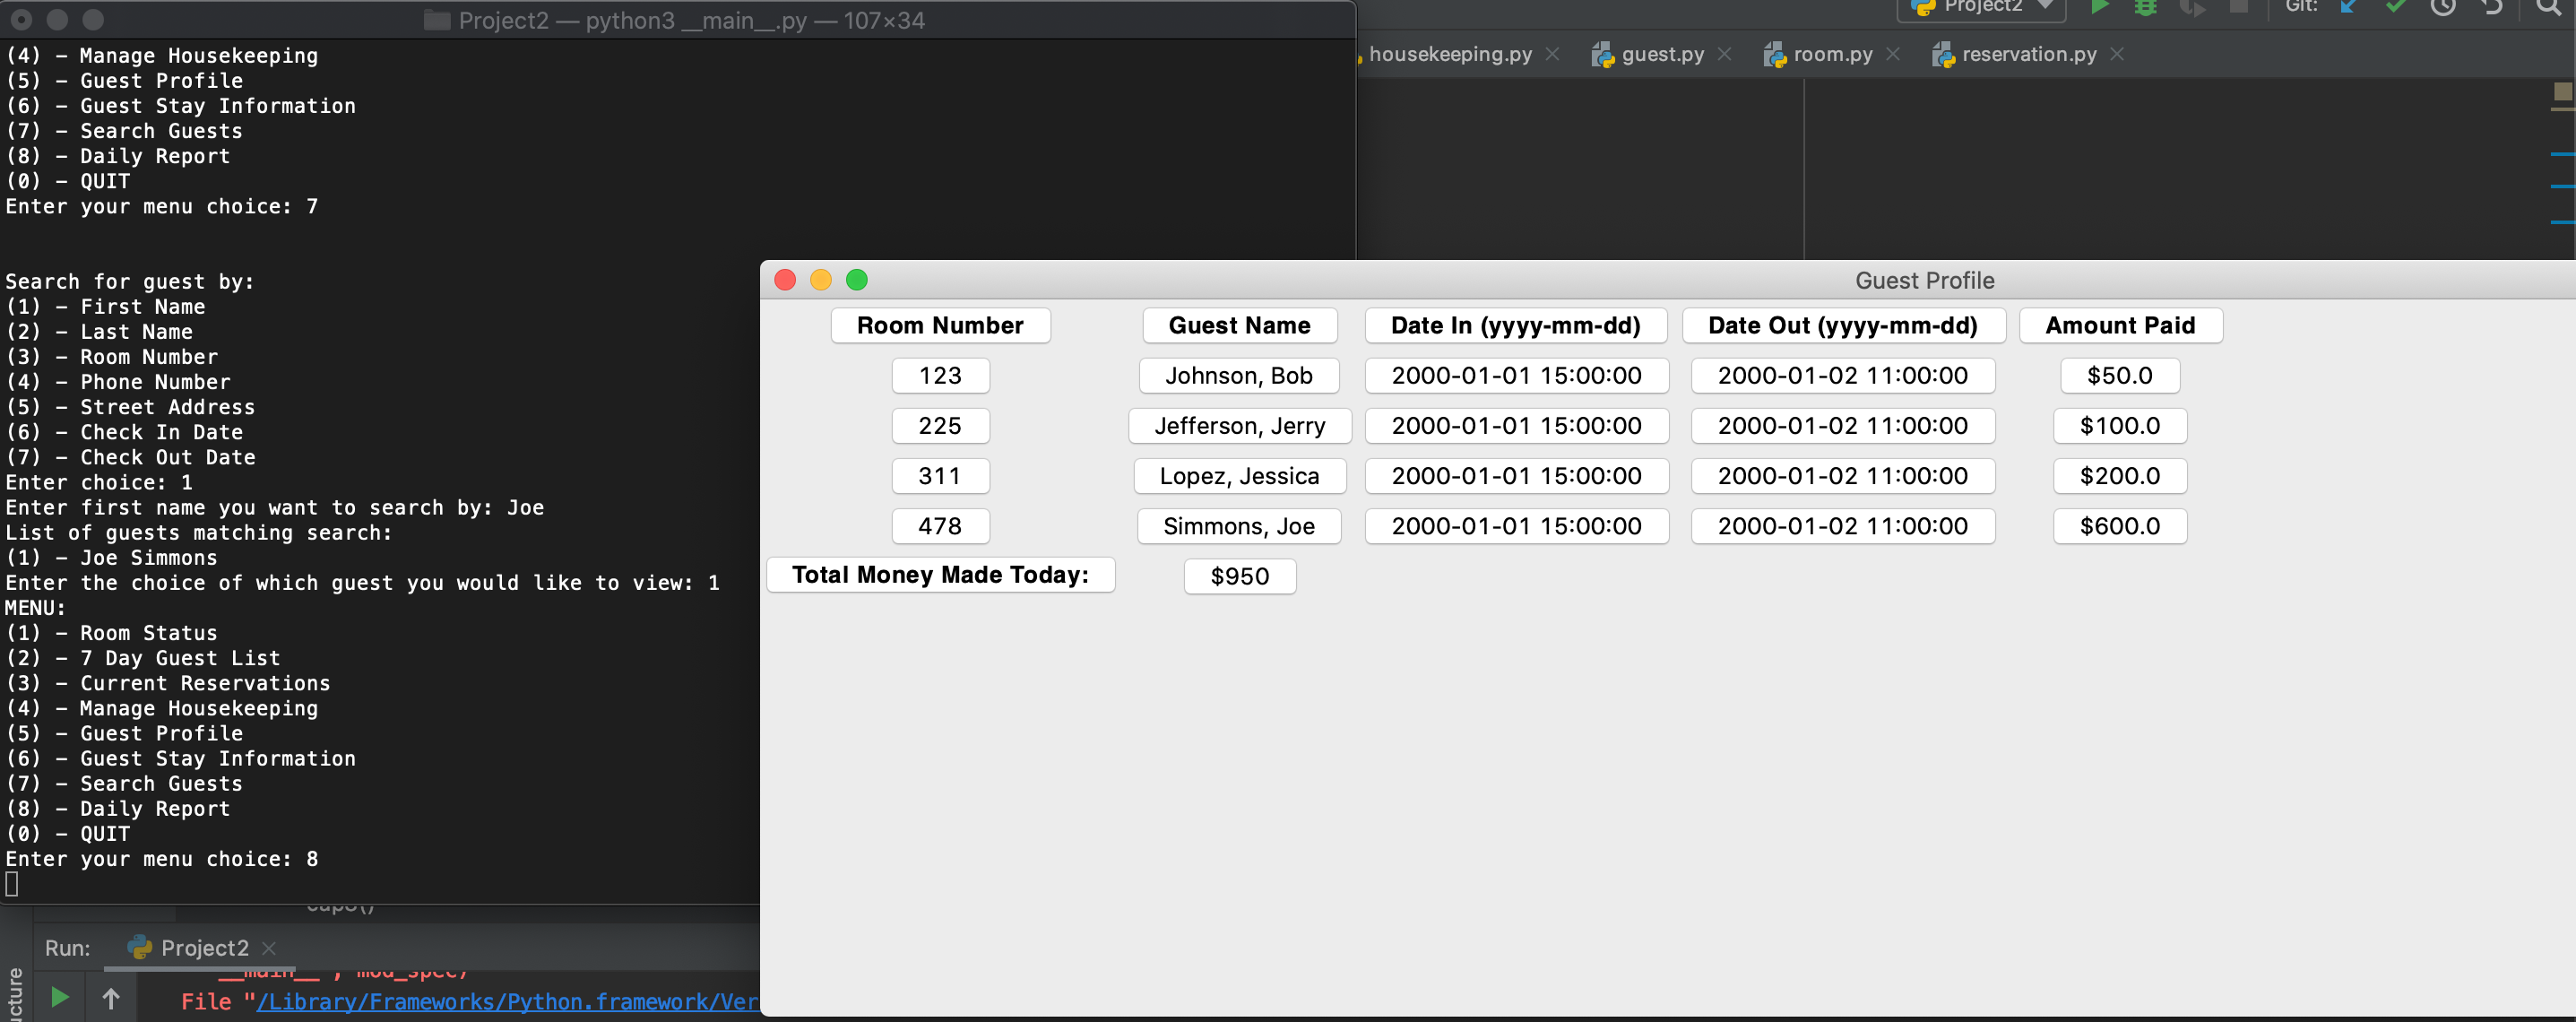 Project2 — python3 __main__.py — 107×34
(4) – Manage Housekeeping
(5) – Guest Profile
(6) – Guest Stay Information
(7) – Search Guests
(8) – Daily Report
(0) – QUIT
Enter your menu choice: 7
Search for guest by:
(1) – First Name
(2) – Last Name
(3) – Room Number
(4) – Phone Number
(5) – Street Address
(6) – Check In Date
(7) – Check Out Date
Enter choice: 1
Enter first name you want to search by: Joe
List of guests matching search:
(1) – Joe Simmons
Enter the choice of which guest you would like to view: 1
MENU:
(1) – Room Status
(2) – 7 Day Guest List
(3) – Current Reservations
(4) – Manage Housekeeping
(5) – Guest Profile
(6) – Guest Stay Information
(7) – Search Guests
(8) – Daily Report
(0) – QUIT
Enter your menu choice: 8
Project2 Git:
housekeeping.py guest.py room.py reservation.py
Guest Profile
Room Number Guest Name Date In (yyyy-mm-dd) Date Out (yyyy-mm-dd) Amount Paid
123 Johnson, Bob 2000-01-01 15:00:00 2000-01-02 11:00:00 $50.0
225 Jefferson, Jerry 2000-01-01 15:00:00 2000-01-02 11:00:00 $100.0
311 Lopez, Jessica 2000-01-01 15:00:00 2000-01-02 11:00:00 $200.0
478 Simmons, Joe 2000-01-01 15:00:00 2000-01-02 11:00:00 $600.0
Total Money Made Today: $950
Run: Project2
__main__", mod_spec)
File "/Library/Frameworks/Python.framework/Ver
ucture